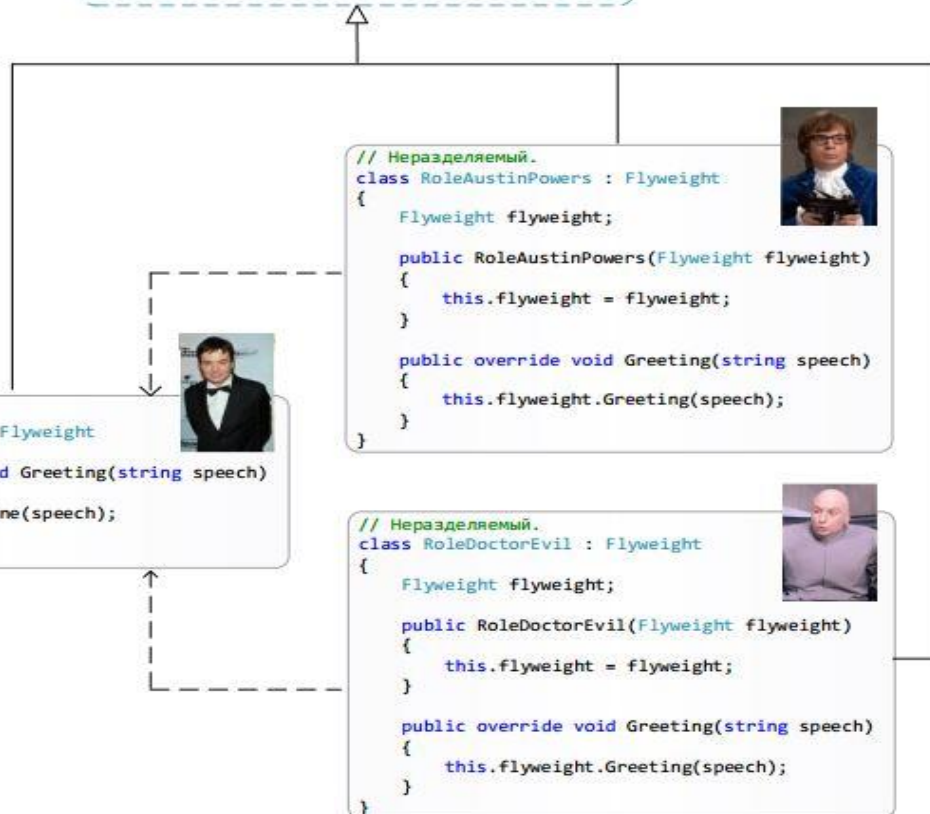 // Неразделяемый.
class RoleAustinPowers : Flyweight
{
Flyweight flyweight;
public RoleAustinPowers(Flyweight flyweight)
{
this.flyweight = flyweight;
}
public override void Greeting(string speech)
{
this.flyweight.Greeting(speech);
}
}
Flyweight
d Greeting(string speech)
ne(speech);
// Неразделяемый.
class RoleDoctorEvil : Flyweight
{
Flyweight flyweight;
public RoleDoctorEvil(Flyweight flyweight)
{
this.flyweight = flyweight;
}
public override void Greeting(string speech)
{
this.flyweight.Greeting(speech);
}
}